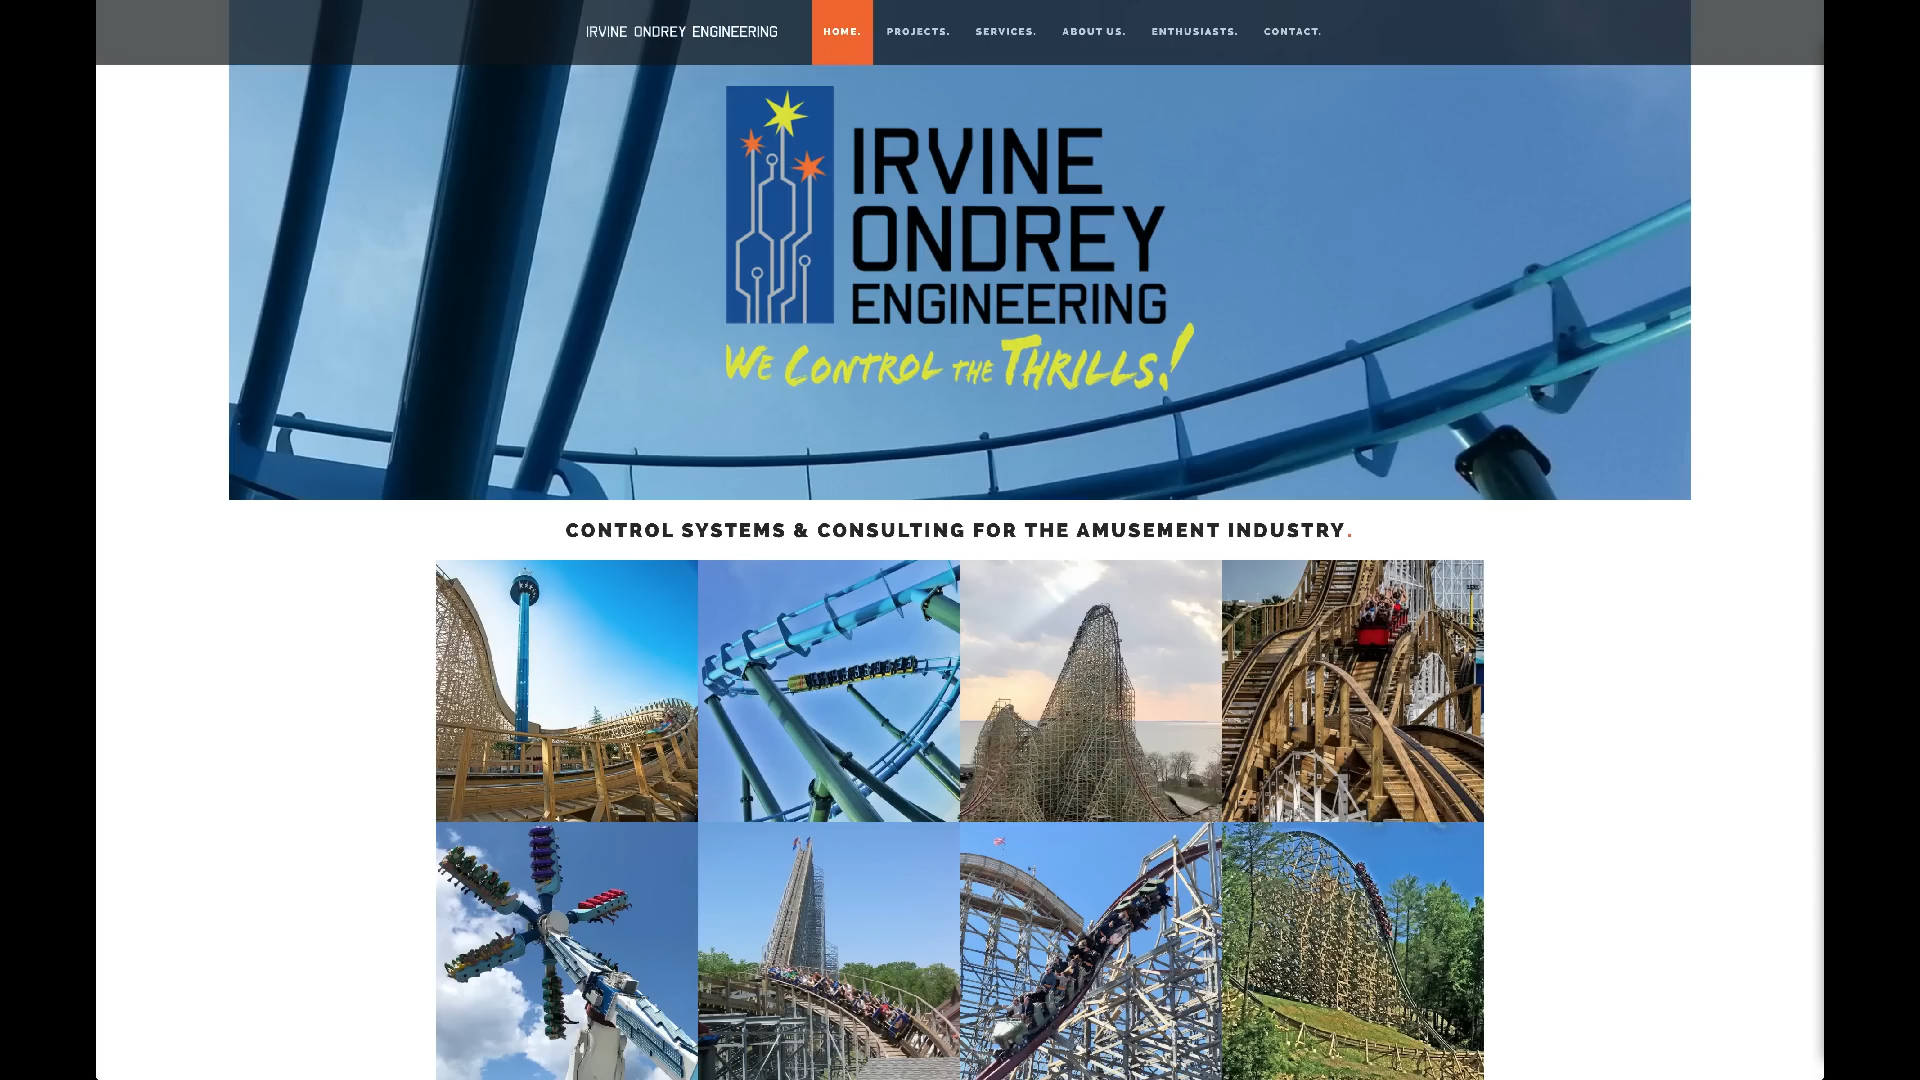 IRVINE ONDREY ENGINEERING
HOME. PROJECTS. SERVICES. ABOUT US. ENTHUSIASTS. CONTACT.
IRVINE
ONDREY
ENGINEERING
WE CONTROL THE THRILLS!
CONTROL SYSTEMS & CONSULTING FOR THE AMUSEMENT INDUSTRY.